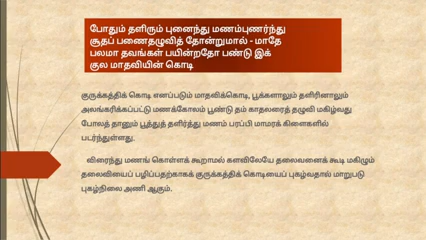 போதும் தளிரும் புனைந்து மணம்புணர்ந்து
சூதப் பணைதழுவித் தோன்றுமால் - மாதே
பலமா தவங்கள் பயின்றதோ பண்டு இக்
குல மாதவியின் கொடி
குருக்கத்திக் கொடி எனப்படும் மாதவிக்கொடி, பூக்களாலும் தளிரினாலும்
அலங்கரிக்கப்பட்டு மணக்கோலம் பூண்டு தம் காதலரைத் தழுவி மகிழ்வது
போலத் தானும் பூத்துத் தளிர்த்து மணம் பரப்பி மாமரக் கிளைகளில்
படர்ந்துள்ளது.
விரைந்து மணங் கொள்ளக் கூறாமல் களவிலேயே தலைவனைக் கூடி மகிழும்
தலைவியைப் பழிப்பதற்காகக் குருக்கத்திக் கொடியைப் புகழ்வதால் மாறுபடு
புகழ்நிலை அணி ஆகும்.